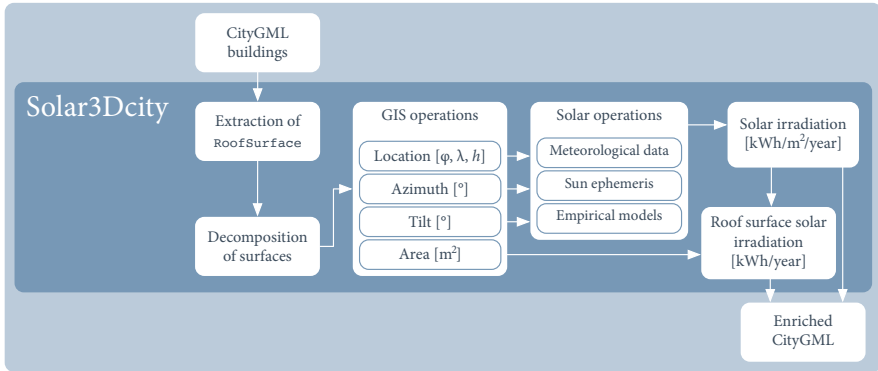 CityGML
buildings
Solar3Dcity
Extraction of
RoofSurface
Decomposition
of surfaces
GIS operations
Location [φ, λ, h]
Azimuth [°]
Tilt [°]
Area [m²]
Solar operations
Meteorological data
Sun ephemeris
Empirical models
Solar irradiation
[kWh/m²/year]
Roof surface solar
irradiation
[kWh/year]
Enriched
CityGML